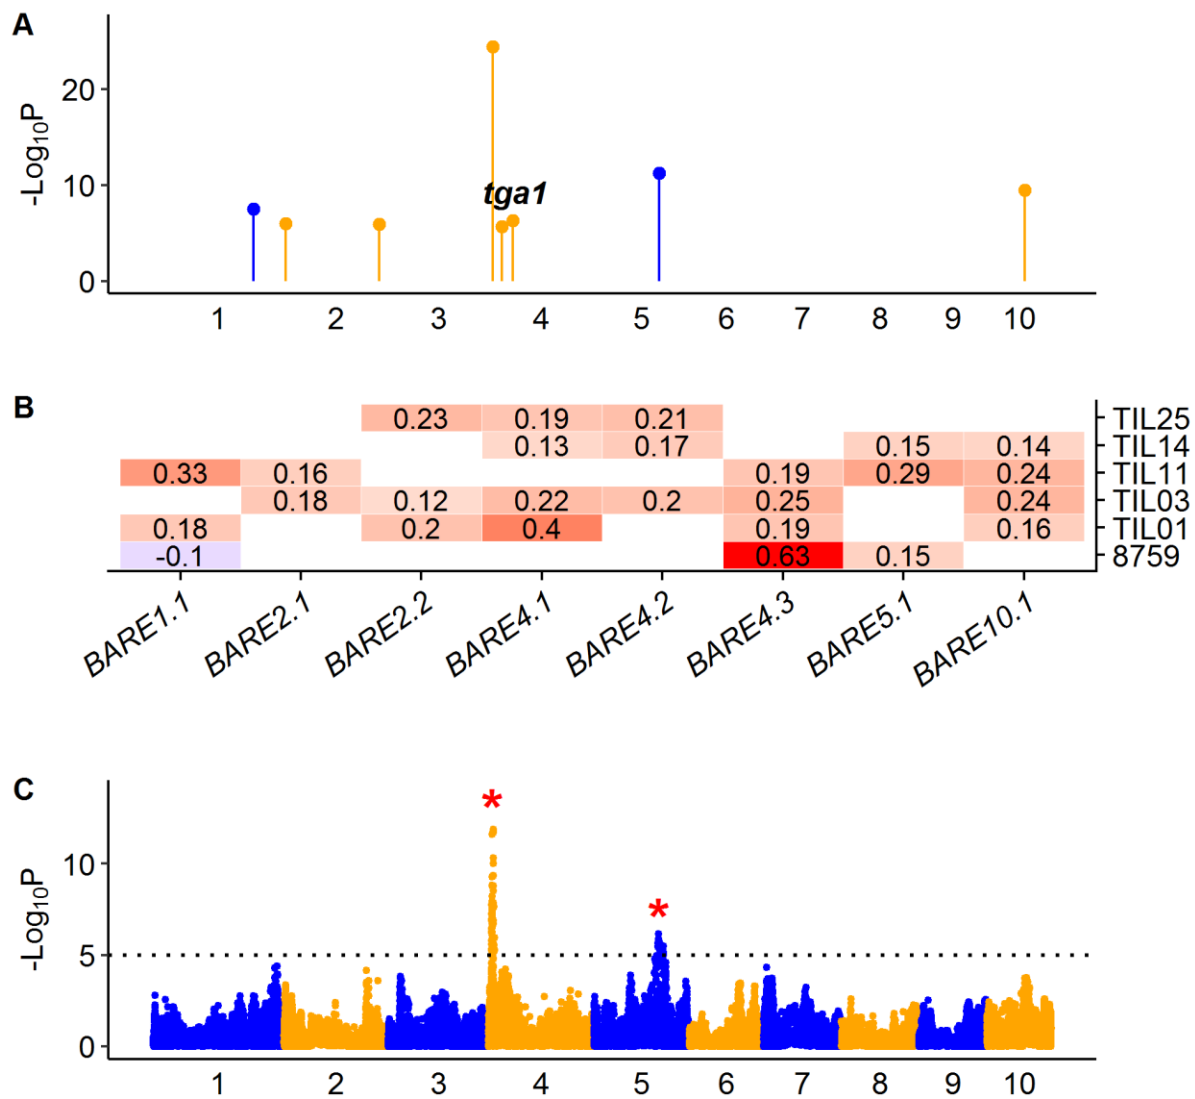 A
-Log10P
20
10
0
tga1
1 2 3 4 5 6 7 8 9 10
B
0.23 0.19 0.21 TIL25
0.13 0.17 0.15 0.14 TIL14
0.33 0.16 0.19 0.29 0.24 TIL11
0.18 0.12 0.22 0.2 0.25 0.24 TIL03
0.18 0.2 0.4 0.19 0.16 TIL01
-0.1 0.63 0.15 8759
BARE1.1 BARE2.1 BARE2.2 BARE4.1 BARE4.2 BARE4.3 BARE5.1 BARE10.1
C
-Log10P
*
10
*
5
0
1 2 3 4 5 6 7 8 9 10